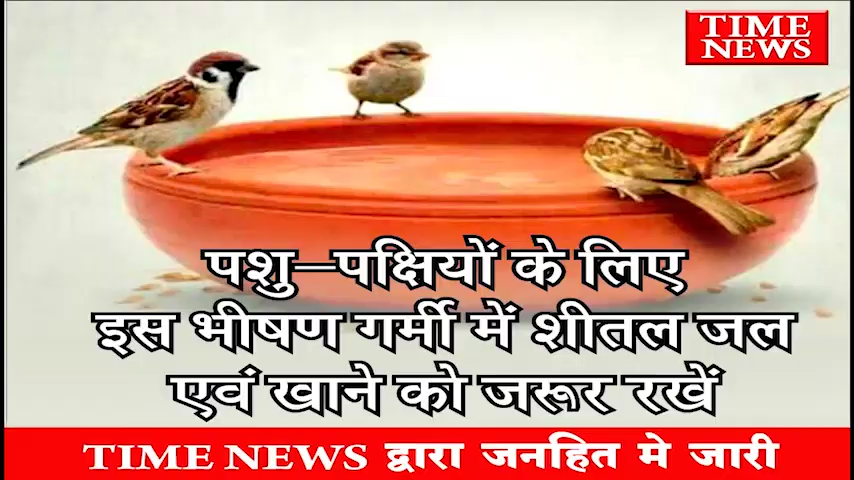 TIME
NEWS
पशु–पक्षियों के लिए
इस भीषण गर्मी में शीतल जल
एवं खाने को जरूर रखें
TIME NEWS द्वारा जनहित मे जारी